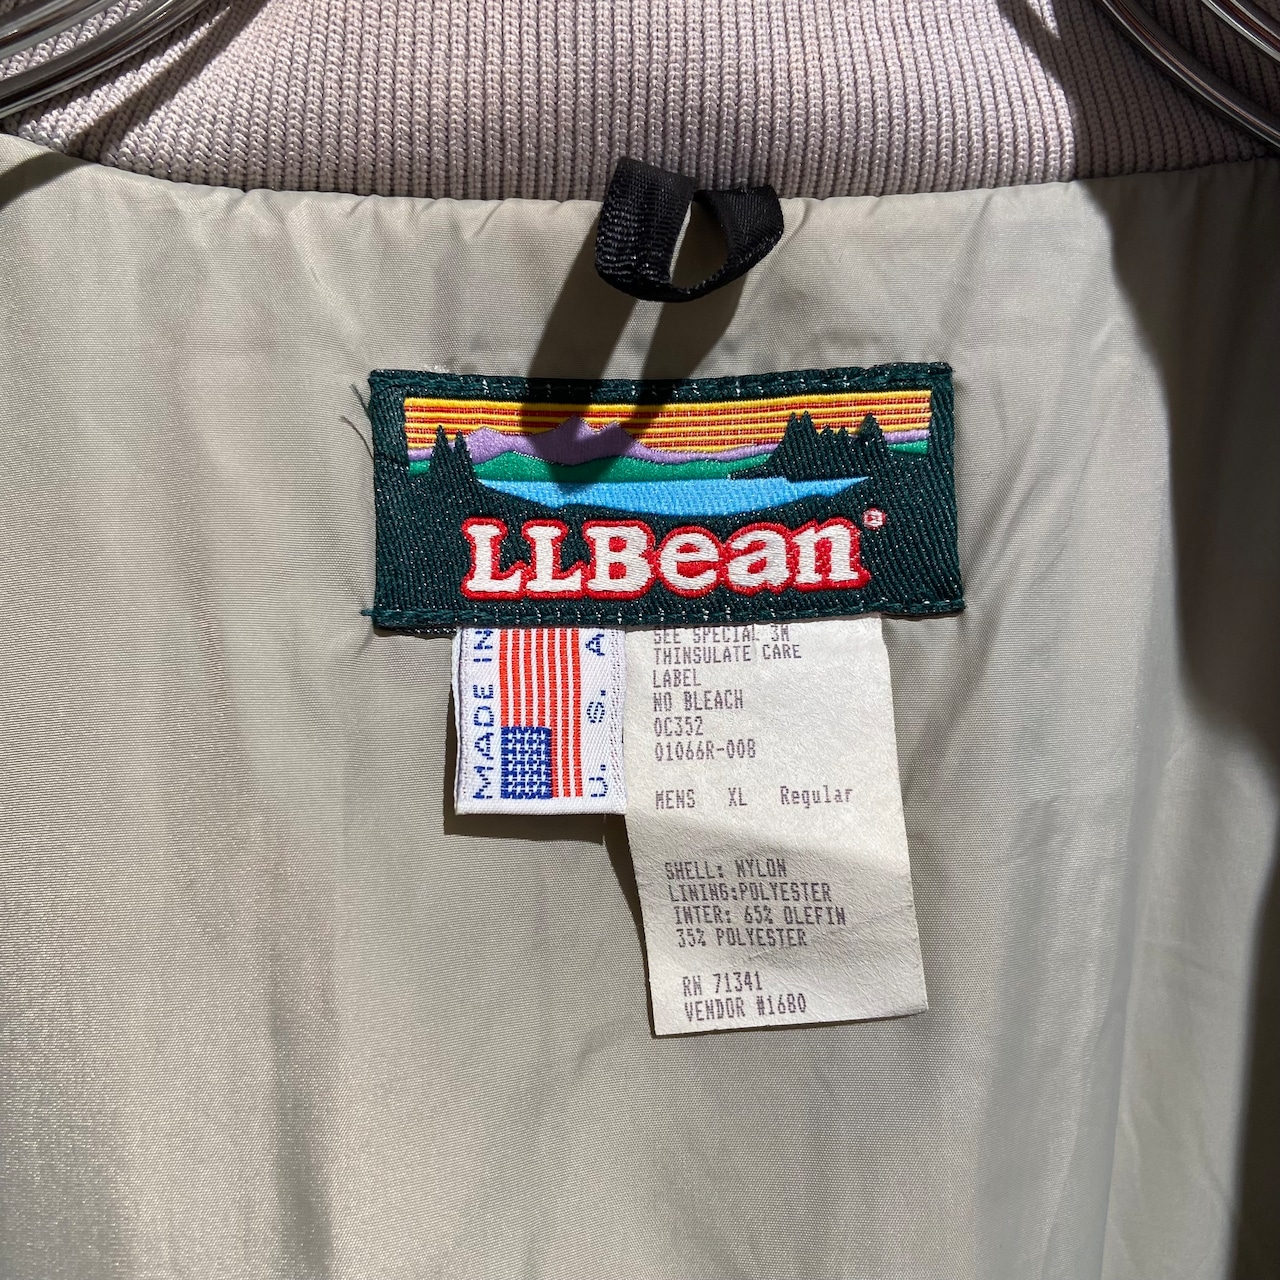 LLBean®
MADE IN
U. S. A
SEE SPECIAL 3M
THINSULATE CARE
LABEL
NO BLEACH
OC352
01066R-008
MENS XL Regular
SHELL: NYLON
LINING:POLYESTER
INTER: 65% OLEFIN
35% POLYESTER
RN 71341
VENDOR #1680